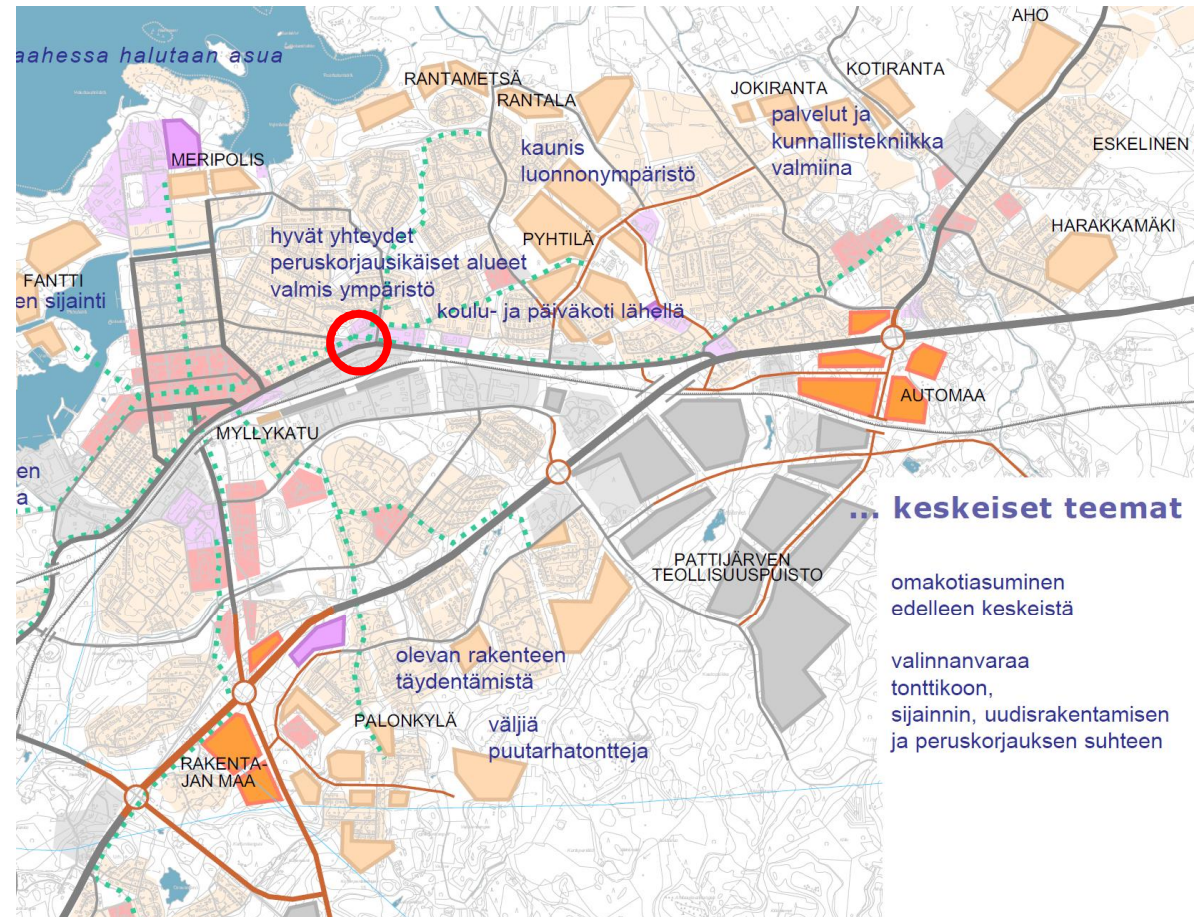 aahessa halutaan asua
AHO
RANTAMETSÄ
KOTIRANTA
RANTALA
JOKIRANTA
palvelut ja
kunnallistekniikka
valmiina
ESKELINEN
kaunis
luonnonympäristö
MERIPOLIS
HARAKKAMÄKI
hyvät yhteydet
peruskorjausikäiset alueet
valmis ympäristö
PYHTILÄ
FANTTI
en sijainti
koulu- ja päiväkoti lähellä
AUTOMAA
MYLLYKATU
en
a
... keskeiset teemat
PATTIJÄRVEN
TEOLLISUUSPUISTO
omakotiasuminen
edelleen keskeistä
olevan rakenteen
täydentämistä
valinnanvaraa
tonttikoon,
sijainnin, uudisrakentamisen
ja peruskorjauksen suhteen
PALONKYLÄ
väljiä
puutarhatontteja
RAKENTA-
JAN MAA